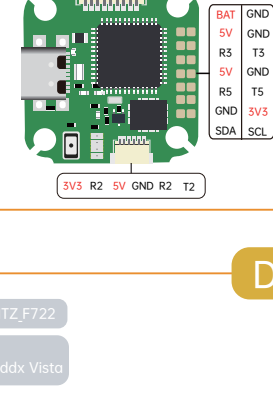 BAT GND
5V GND
R3 T3
5V GND
R5 T5
GND 3V3
SDA SCL
3V3 R2 5V GND R2 T2
D
TZ_F722
ddx Vista